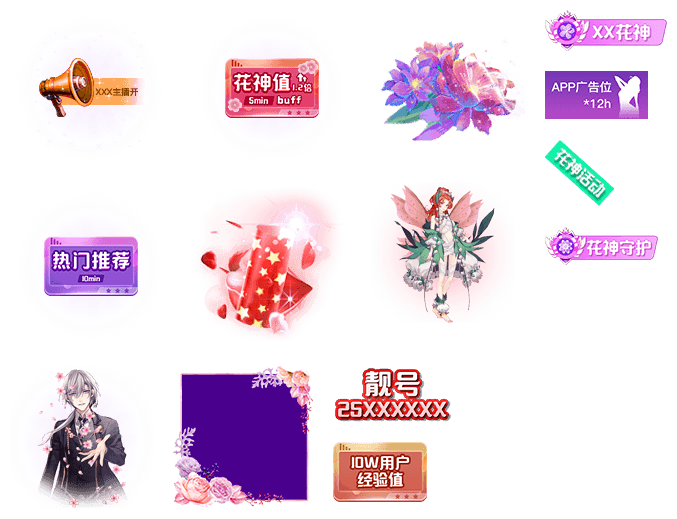 XXX主播开
花神值 1.2倍
5min buff
XX花神
APP广告位
*12h
花神活动
热门推荐
10min
花神守护
靓号
25XXXXXX
10W用户
经验值